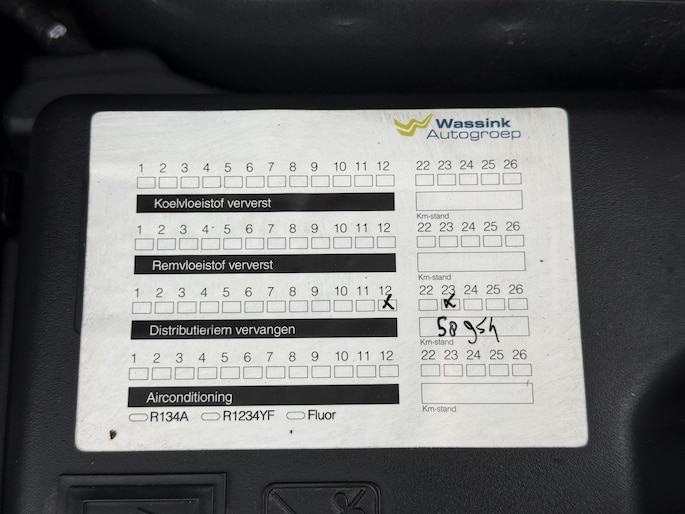 Wassink
Autogroep
1 2 3 4 5 6 7 8 9 10 11 12 22 23 24 25 26
Koelvloeistof ververst
Km-stand
1 2 3 4 5 6 7 8 9 10 11 12 22 23 24 25 26
Remvloeistof ververst
Km-stand
1 2 3 4 5 6 7 8 9 10 11 12 22 23 24 25 26
x x
Distributieriem vervangen 58954
Km-stand
1 2 3 4 5 6 7 8 9 10 11 12 22 23 24 25 26
Airconditioning
Km-stand
R134A R1234YF Fluor